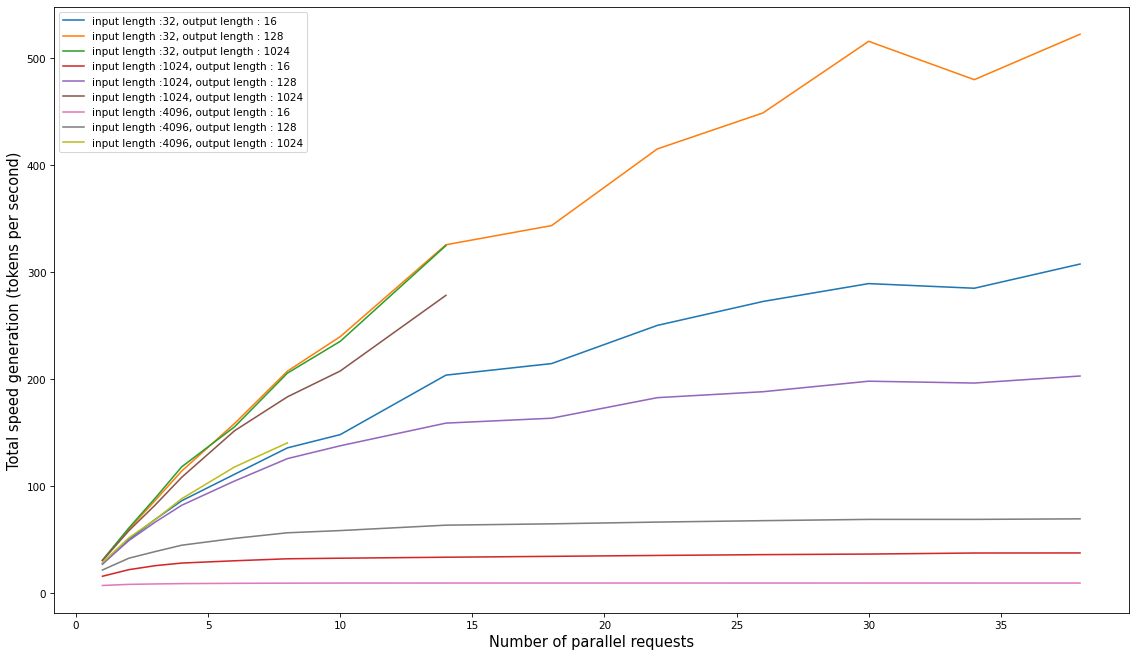 input length :32, output length : 16
input length :32, output length : 128
input length :32, output length : 1024
input length :1024, output length : 16
input length :1024, output length : 128
input length :1024, output length : 1024
input length :4096, output length : 16
input length :4096, output length : 128
input length :4096, output length : 1024
Total speed generation (tokens per second)
500
400
300
200
100
0
0 5 10 15 20 25 30 35
Number of parallel requests